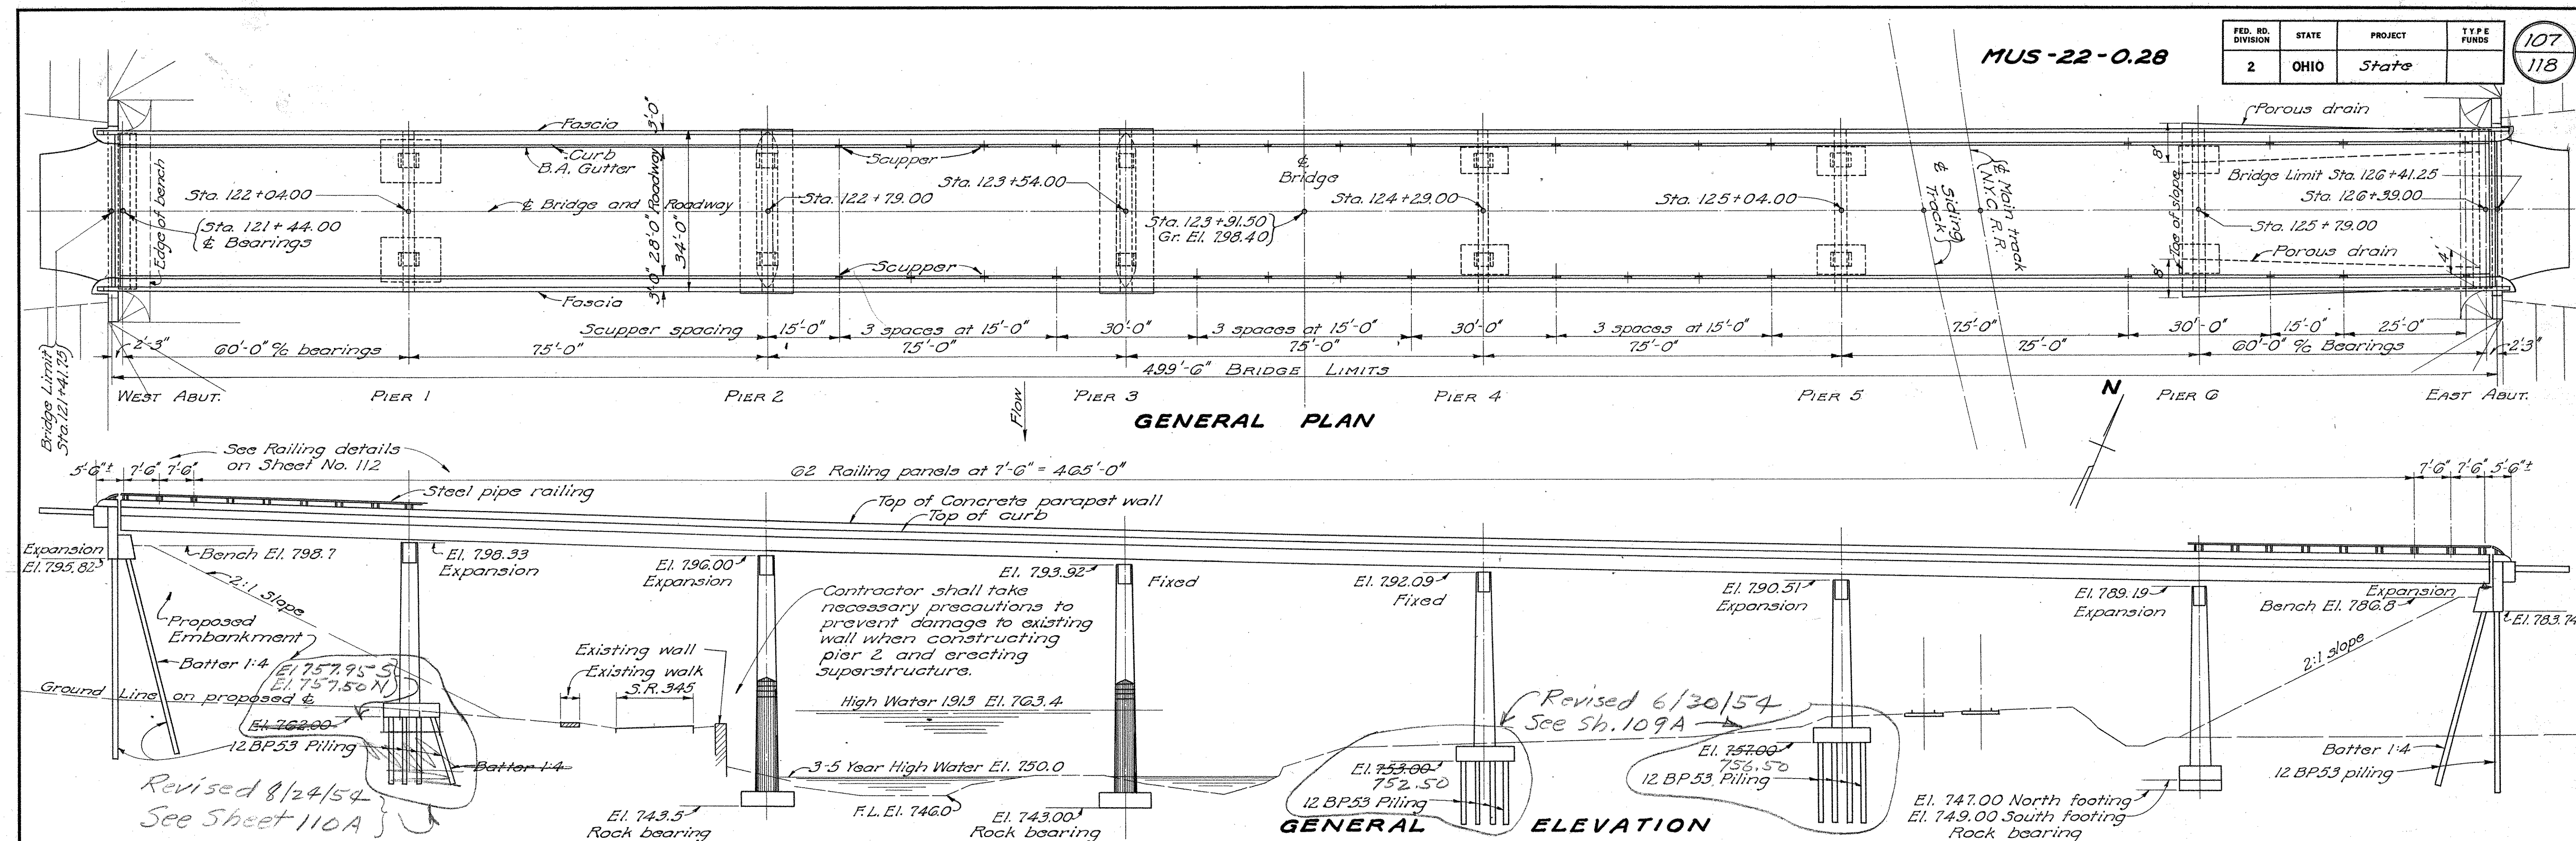 MUS-22-0.28
FED. RD. DIVISION STATE PROJECT TYPE FUNDS
2 OHIO State
107
118
Fascia
Curb
B.A. Gutter
Scupper
3'-0"
28'-0" Roadway
34'-0"
3'-0"
Edge of bench
Sta. 122+04.00
Sta. 121+44.00
℄ Bearings
℄ Bridge and Roadway
Sta. 122+79.00
Sta. 123+54.00
℄
Bridge
Sta. 123+91.50
Gr. El. 798.40
Sta. 124+29.00
Sta. 125+04.00
℄ Siding
Track
℄ Main track
N.Y.C. R.R.
Porous drain
8'
Toe of slope
8'
Bridge Limit Sta. 126+41.25
Sta. 126+39.00
Sta. 125+79.00
Porous drain
4'
Scupper
Fascia
Scupper spacing 15'-0" 3 spaces at 15'-0" 30'-0" 3 spaces at 15'-0" 30'-0" 3 spaces at 15'-0" 75'-0" 30'-0" 15'-0" 25'-0"
2'-3" 60'-0" c/c bearings 75'-0" 75'-0" 75'-0" 75'-0" 75'-0" 60'-0" c/c Bearings 2'-3"
499'-6" BRIDGE LIMITS
Bridge Limit
Sta. 121+41.75
WEST ABUT. PIER 1 PIER 2 PIER 3 PIER 4 PIER 5 PIER 6 EAST ABUT.
Flow
N
GENERAL PLAN
See Railing details
on Sheet No. 112
5'-6"± 7'-6" 7'-6" 62 Railing panels at 7'-6" = 465'-0" 7'-6" 7'-6" 5'-6"±
Steel pipe railing
Top of Concrete parapet wall
Top of curb
Expansion
El. 795.82
Bench El. 798.7
El. 798.33
Expansion
El. 796.00
Expansion
El. 793.92
Fixed
El. 792.09
Fixed
El. 790.51
Expansion
El. 789.19
Expansion
Expansion
Bench El. 786.8
El. 783.74
2:1 slope
Proposed
Embankment
Batter 1:4
Contractor shall take
necessary precautions to
prevent damage to existing
wall when constructing
pier 2 and erecting
superstructure.
Existing wall
Existing walk
S.R. 345
2:1 slope
El. 757.95 S
El. 757.50 N
Ground Line on proposed ℄
El. 762.00
12 BP53 Piling
Batter 1:4
High Water 1913 El. 763.4
Revised 6/30/54
See Sh. 109A
Revised 8/24/54
See Sheet 110A
3-5 Year High Water El. 750.0
El. 743.5
Rock bearing
F.L. El. 746.0
El. 743.00
Rock bearing
El. 753.00
752.50
12 BP53 Piling
El. 757.00
756.50
12 BP53 Piling
El. 747.00 North footing
El. 749.00 South footing
Rock bearing
Batter 1:4
12 BP53 piling
GENERAL ELEVATION